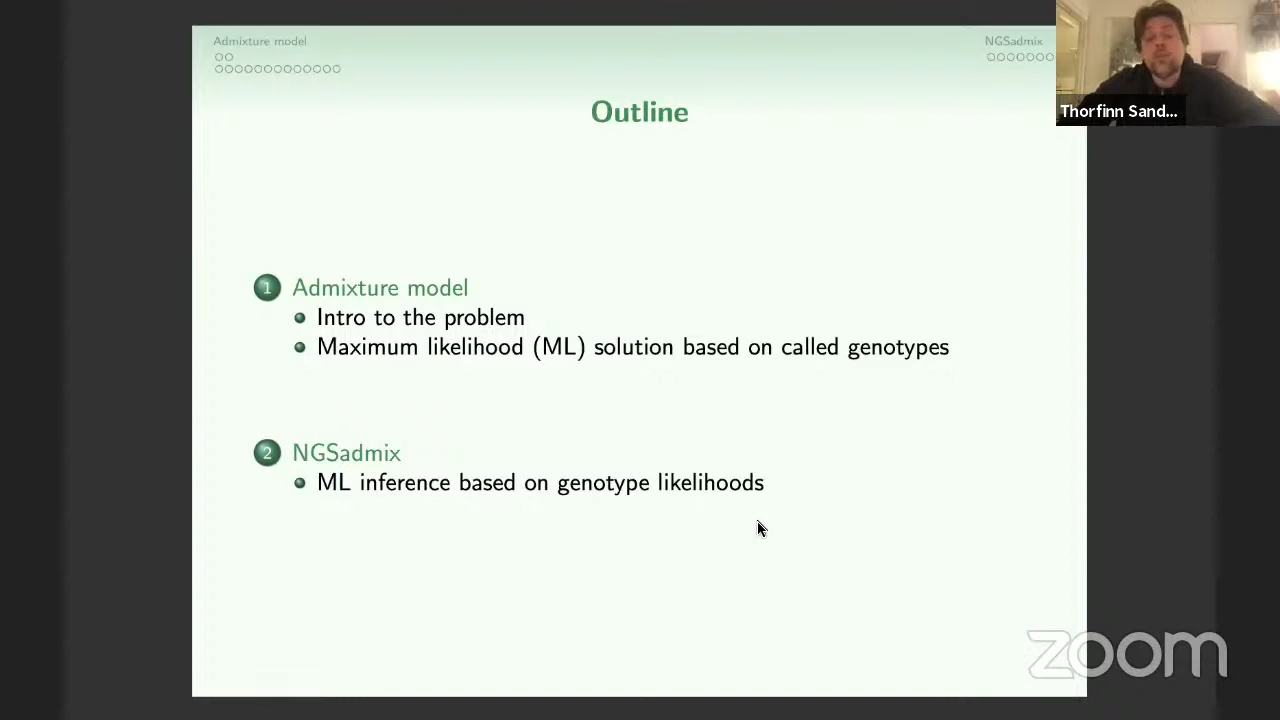 Admixture model
NGSadmix
Thorfinn Sand...
Outline
1 Admixture model
Intro to the problem
Maximum likelihood (ML) solution based on called genotypes
2 NGSadmix
ML inference based on genotype likelihoods
zoom